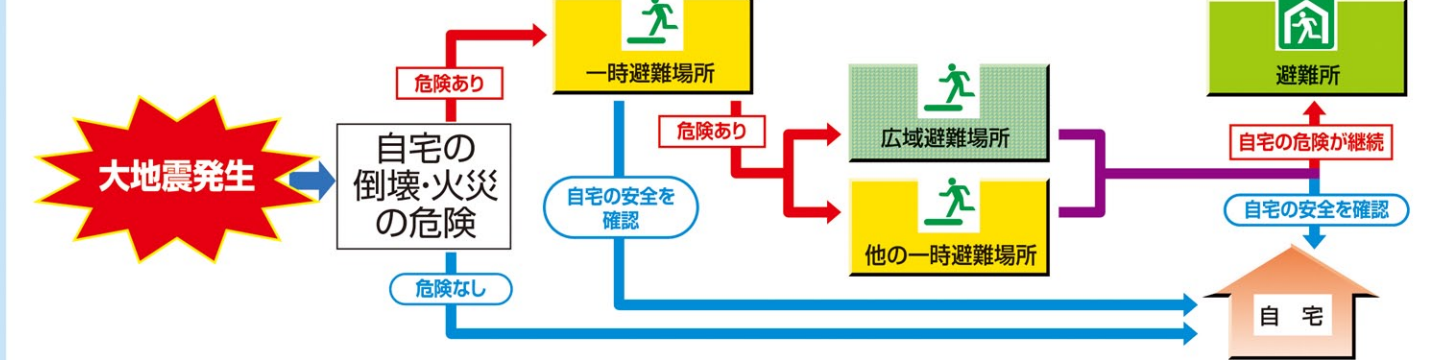 大地震発生
自宅の
倒壊・火災
の危険
危険あり
危険なし
一時避難場所
自宅の安全を
確認
危険あり
広域避難場所
他の一時避難場所
避難所
自宅の危険が継続
自宅の安全を確認
自 宅